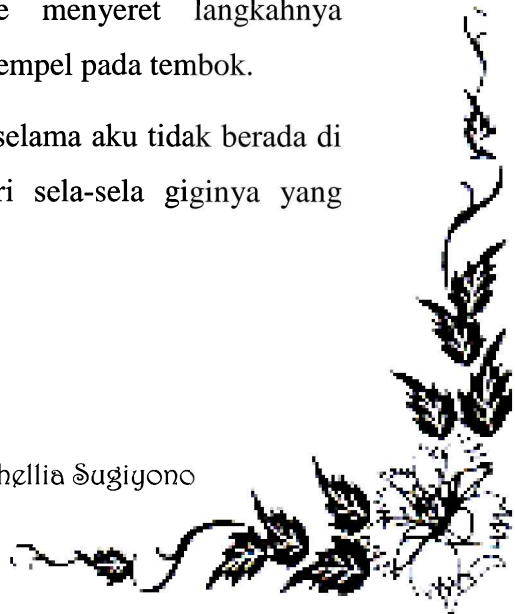 e menyeret langkahnya
empel pada tembok.
selama aku tidak berada di
ri sela-sela giginya yang
hellia Sugiyono